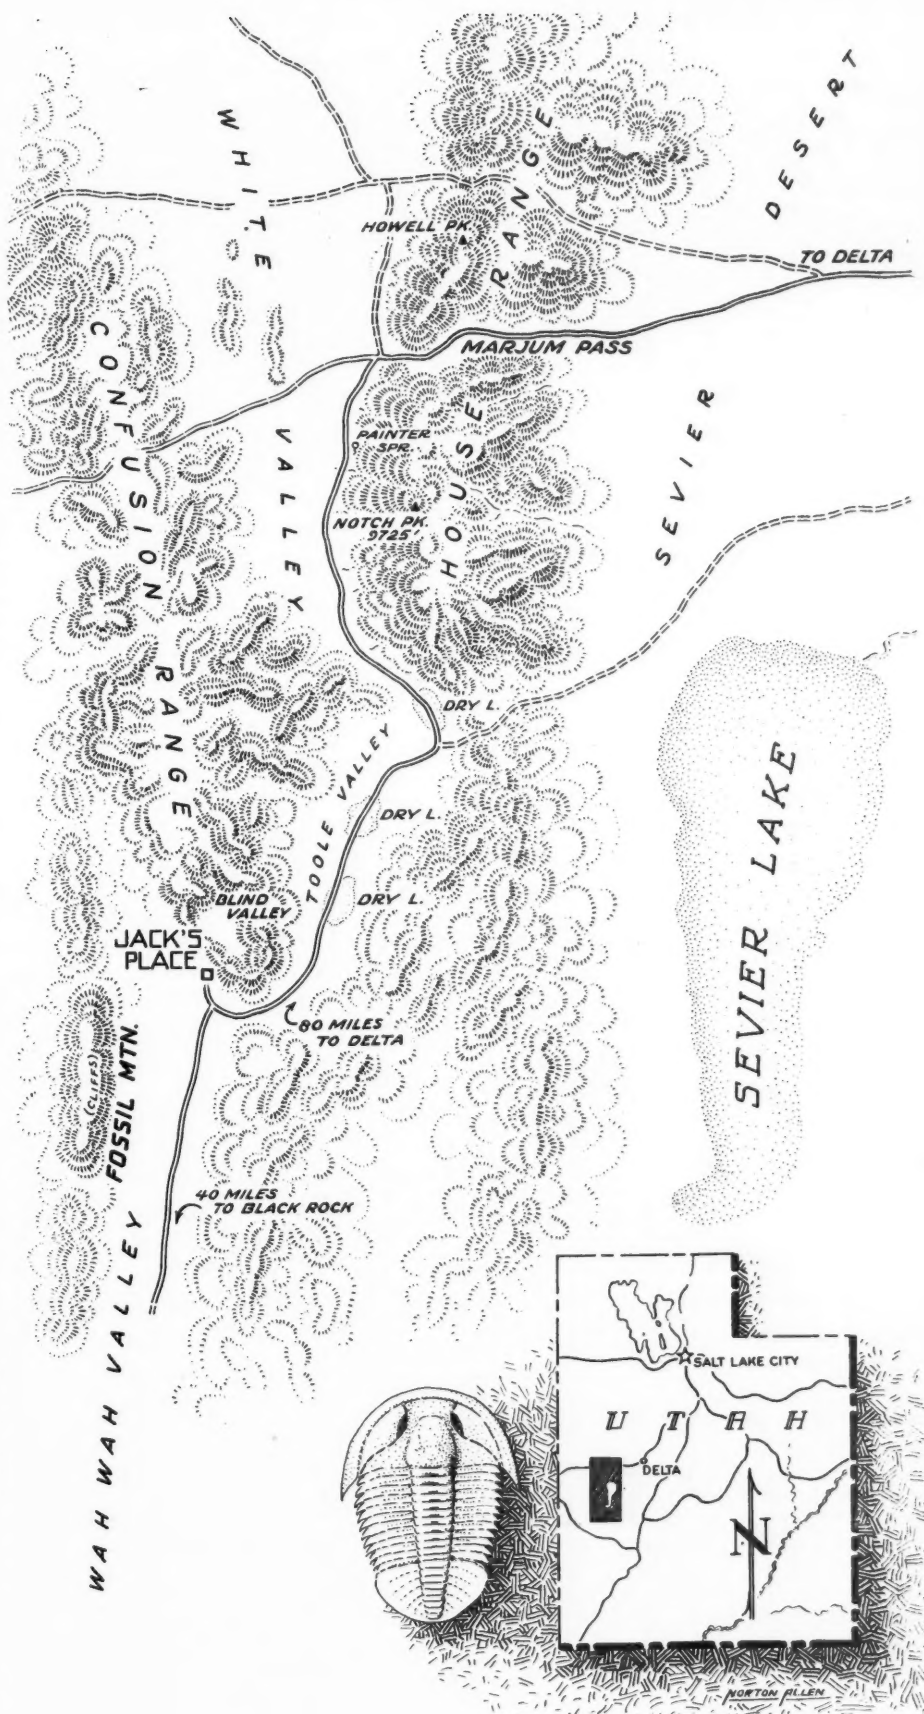 WHITE
VALLEY
HOUSE
RANGE
SEVIER
DESERT
HOWELL PK.
TO DELTA
CONFUSION
RANGE
MARJUM PASS
PAINTER
SPR.
NOTCH PK.
9725'
DRY L.
TOOLE VALLEY
DRY L.
DRY L.
BLIND
VALLEY
JACK'S
PLACE
SEVIER LAKE
80 MILES
TO DELTA
(CLIFFS)
FOSSIL MTN.
40 MILES
TO BLACK ROCK
WAH WAH VALLEY
SALT LAKE CITY
UTAH
DELTA
N
NORTON ALLEN